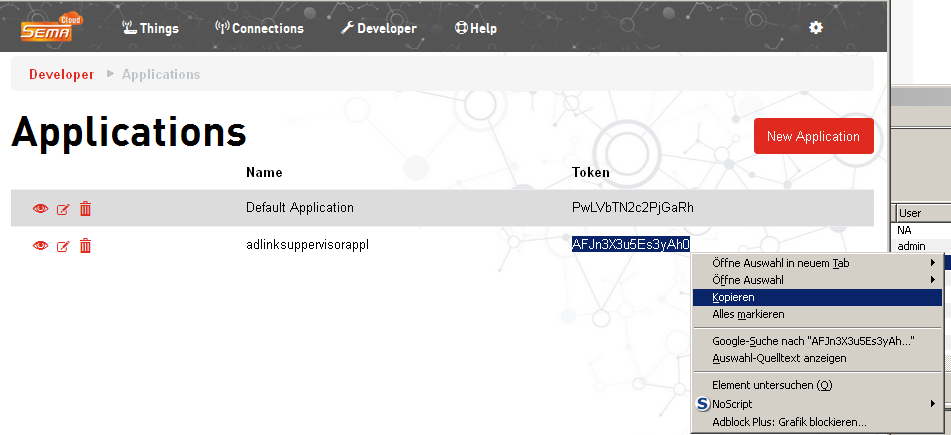 Cloud
SEMA
Things
Connections
Developer
Help
Developer Applications
Applications
New Application
Name Token
Default Application PwLVbTN2c2PjGaRh
adlinksuppervisorappl AFJn3X3u5Es3yAh0
User
NA
admin
Öffne Auswahl in neuem Tab
Öffne Auswahl
Kopieren
Alles markieren
Google-Suche nach "AFJn3X3u5Es3yAh..."
Auswahl-Quelltext anzeigen
Element untersuchen (Q)
S NoScript
Adblock Plus: Grafik blockieren...